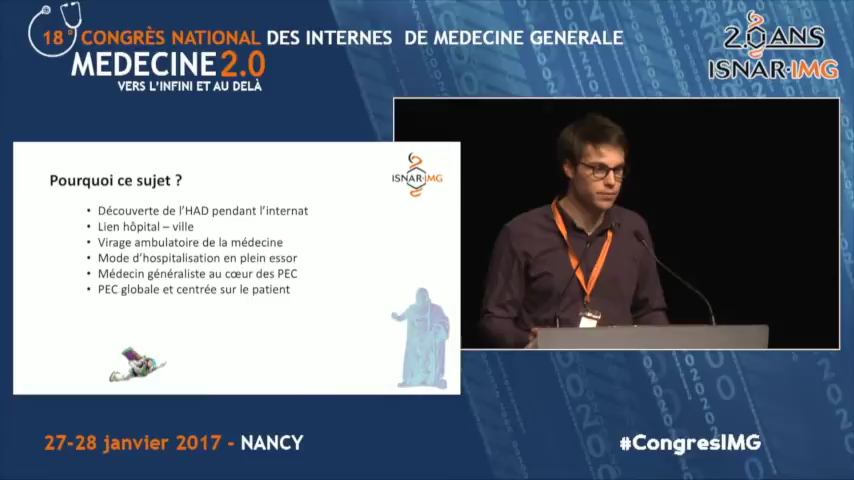 18e CONGRÈS NATIONAL DES INTERNES DE MEDECINE GENERALE
MEDECINE 2.0
VERS L'INFINI ET AU DELÀ
2.0 ANS
ISNAR·IMG
Pourquoi ce sujet ?
ISNAR·IMG
• Découverte de l'HAD pendant l'internat
• Lien hôpital – ville
• Virage ambulatoire de la médecine
• Mode d'hospitalisation en plein essor
• Médecin généraliste au cœur des PEC
• PEC globale et centrée sur le patient
27-28 janvier 2017 - NANCY
#CongresIMG